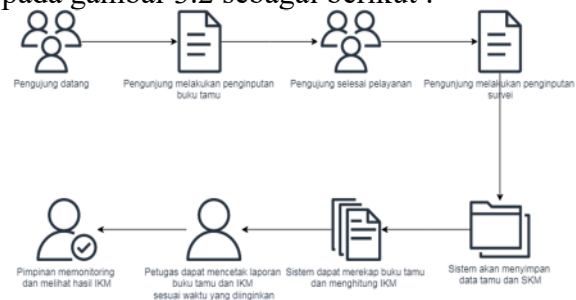 pada gambar 3.2 sebagai berikut :
Pengujung datang
Pengunjung melakukan penginputan
buku tamu
Pengujung selesai pelayanan
Pengunjung melakukan penginputan
survei
Sistem akan menyimpan
data tamu dan SKM
Sistem dapat merekap buku tamu
dan menghitung IKM
Petugas dapat mencetak laporan
buku tamu dan IKM
sesuai waktu yang diinginkan
Pimpinan memonitoring
dan melihat hasil IKM